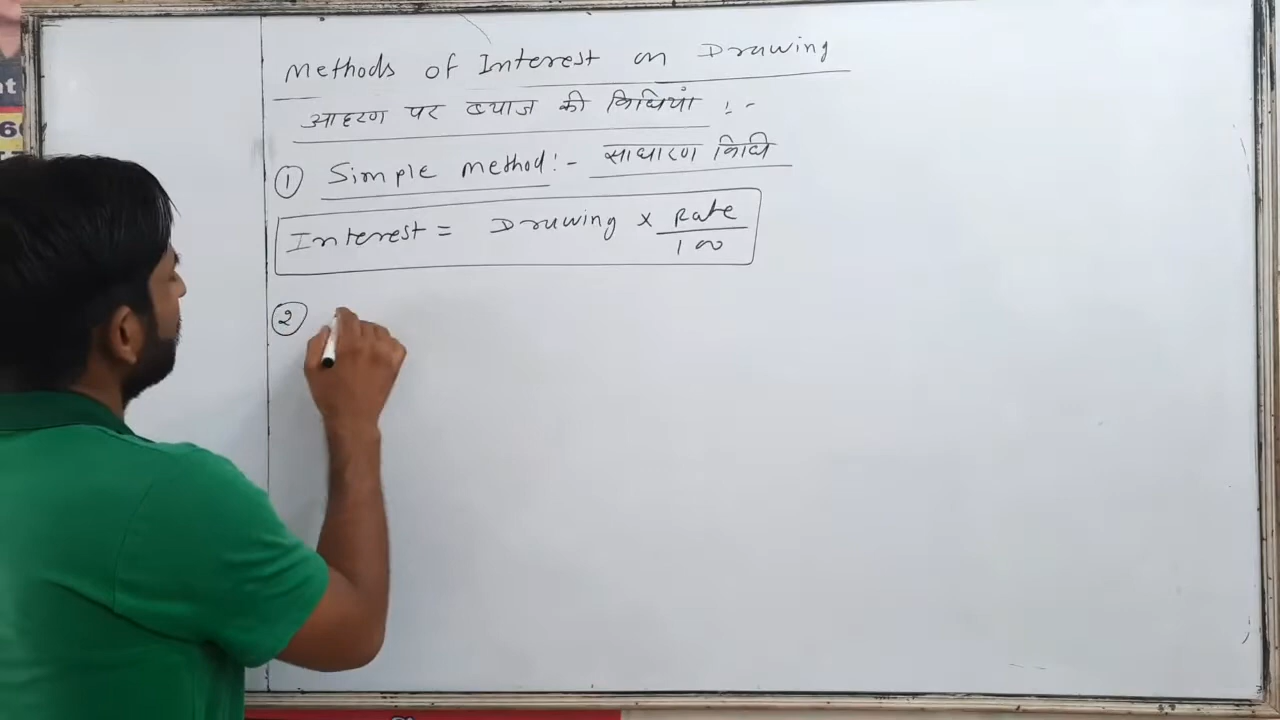 Methods of Interest on Drawing
आहरण पर ब्याज की विधियां :-
① Simple Method :- साधारण विधि
Interest = Drawing × Rate / 100
②